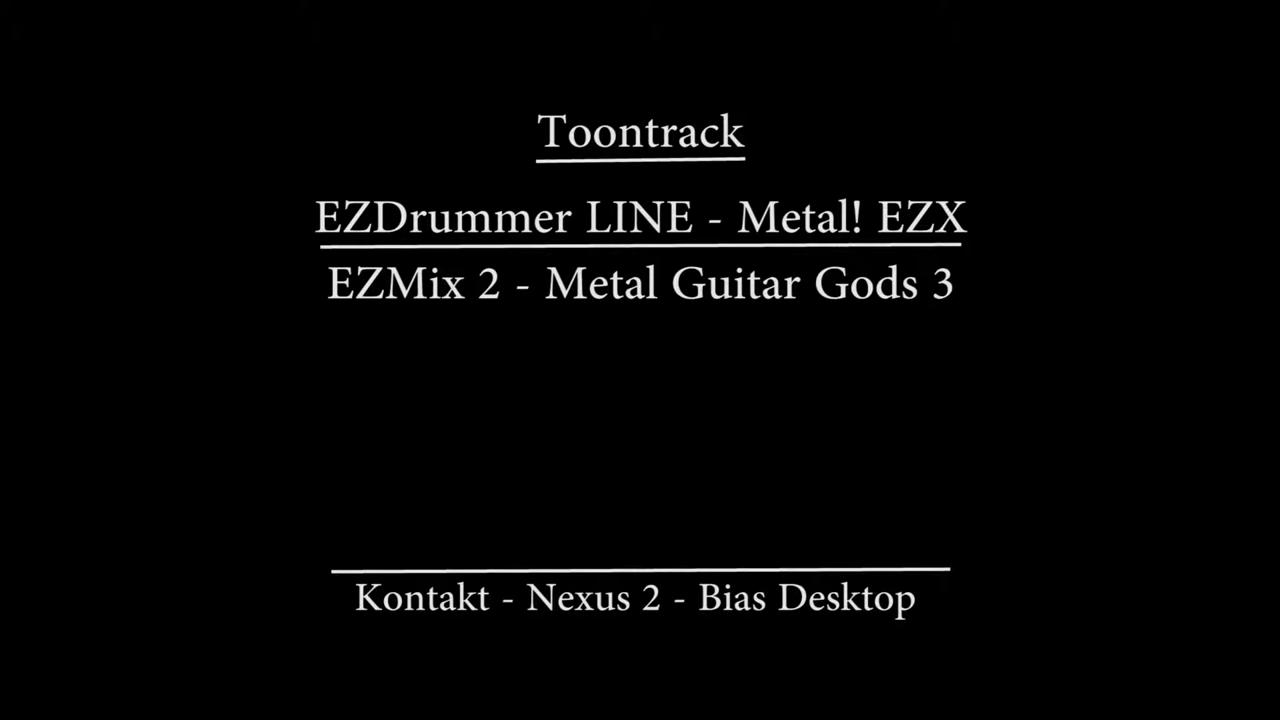 Toontrack
EZDrummer LINE - Metal! EZX
EZMix 2 - Metal Guitar Gods 3
Kontakt - Nexus 2 - Bias Desktop